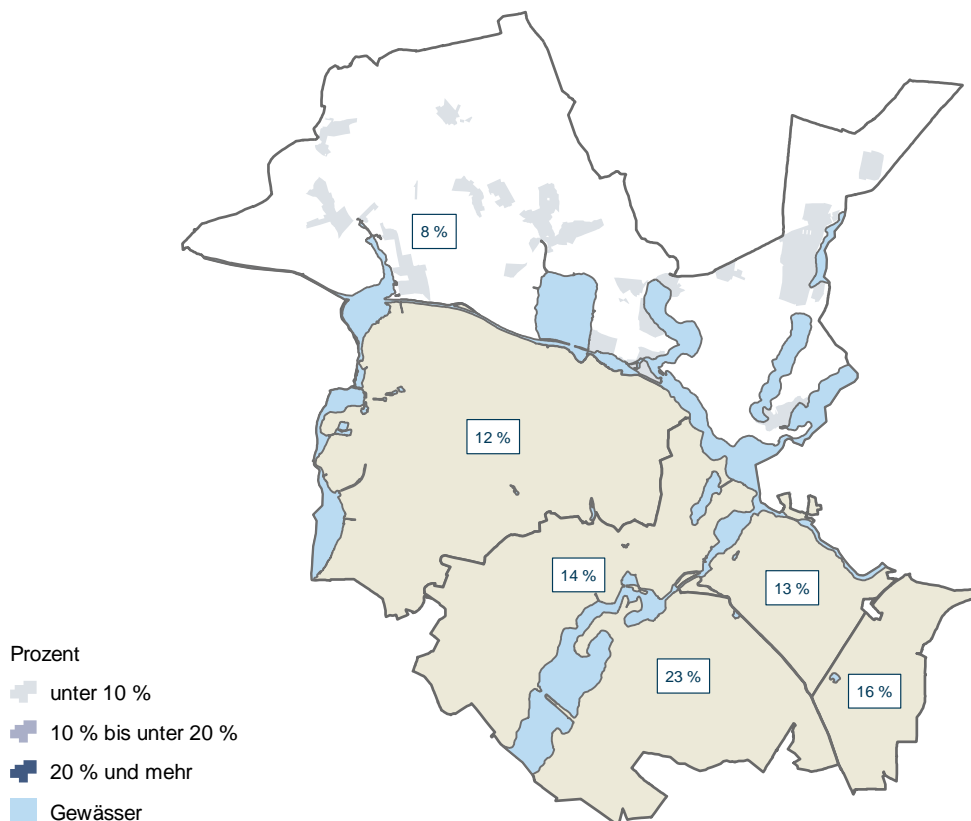 8 %
12 %
14 %
13 %
23 %
16 %
Prozent
unter 10 %
10 % bis unter 20 %
20 % und mehr
Gewässer